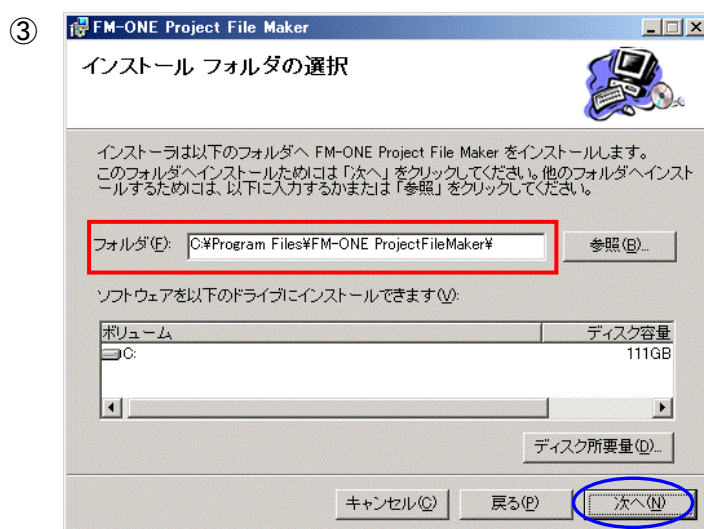 ③
FM-ONE Project File Maker
インストール フォルダの選択
インストーラは以下のフォルダへ FM-ONE Project File Maker をインストールします。
このフォルダへインストールためには「次へ」をクリックしてください。他のフォルダへインスト
ールするためには、以下に入力するかまたは「参照」をクリックしてください。
フォルダ(F): C:¥Program Files¥FM-ONE ProjectFileMaker¥ 参照(B)...
ソフトウェアを以下のドライブにインストールできます(V):
ボリューム ディスク容量
C: 111GB
ディスク所要量(D)...
キャンセル(C) 戻る(P) 次へ(N)